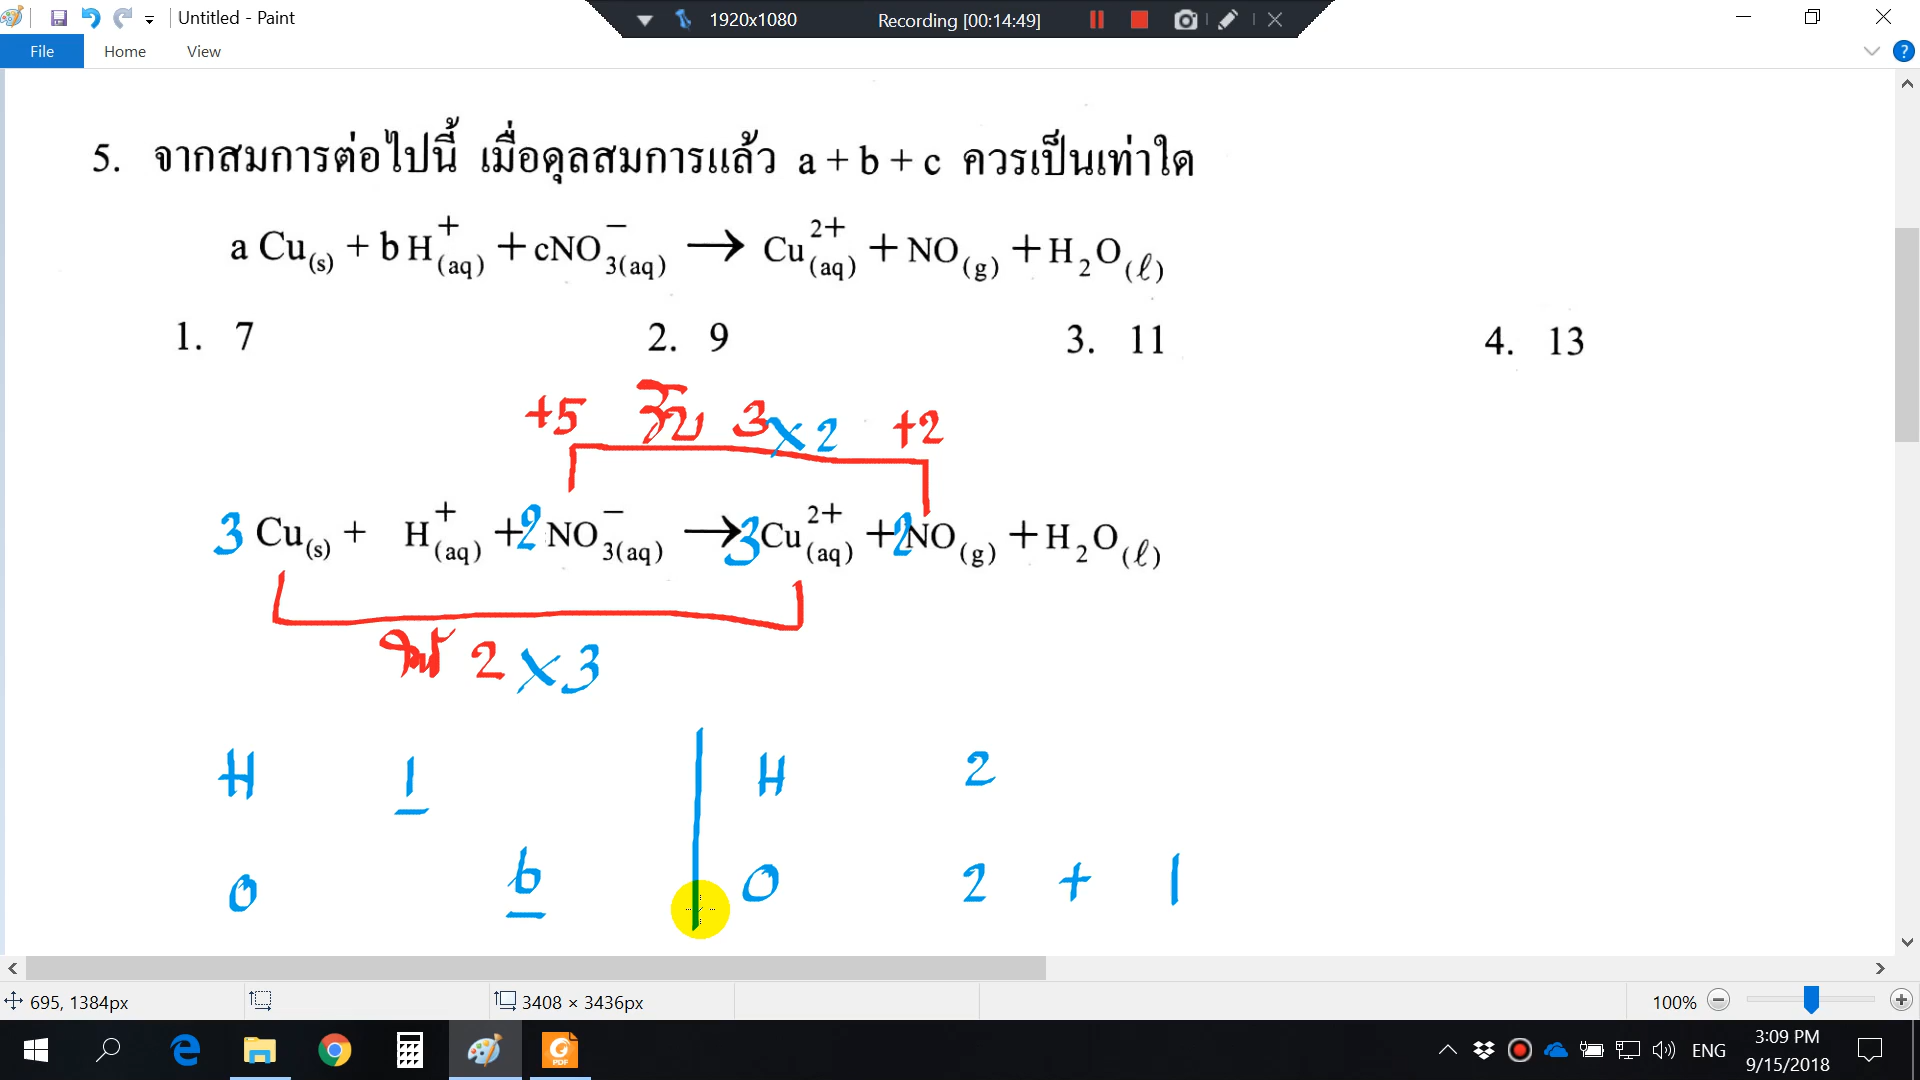 Untitled - Paint
1920x1080 Recording [00:14:49]
File Home View
5. จากสมการต่อไปนี้ เมื่อดุลสมการแล้ว a + b + c ควรเป็นเท่าใด
a Cu(s) + b H+(aq) + cNO3−(aq) → Cu2+(aq) + NO(g) + H2O(ℓ)
1. 7 2. 9 3. 11 4. 13
+5 รับ 3 x 2 +2
3 Cu(s) + H+(aq) + 2 NO3−(aq) → 3 Cu2+(aq) + 2 NO(g) + H2O(ℓ)
ให้ 2 x 3
H 1 H 2
O 6 O 2 + 1
695, 1384px 3408 × 3436px 100%
PDF
ENG
3:09 PM
9/15/2018